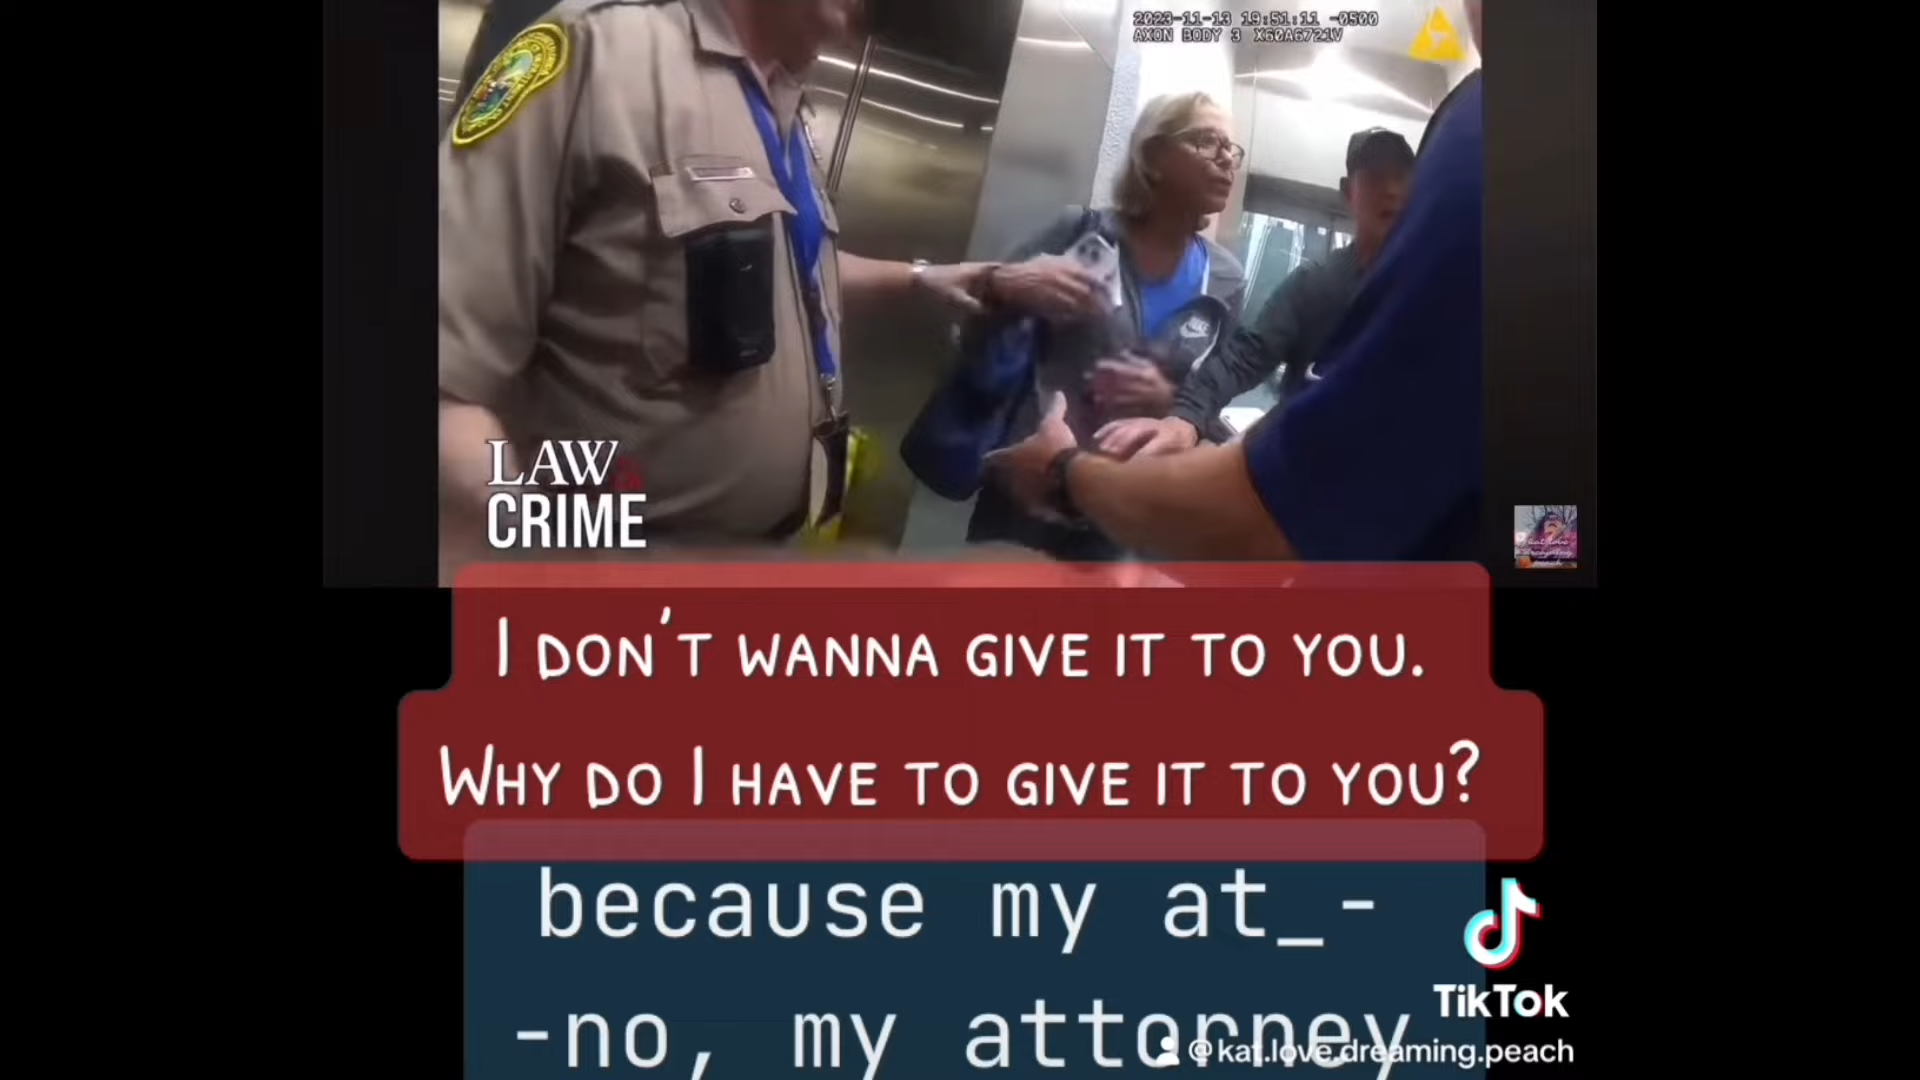 2023-11-13 19:51:11 -0500
AXON BODY 3 X60A6721V
NIKE
LAW &
CRIME
I DON'T WANNA GIVE IT TO YOU.
WHY DO I HAVE TO GIVE IT TO YOU?
because my at_-
-no, my attorney
TikTok
@kat.love.dreaming.peach